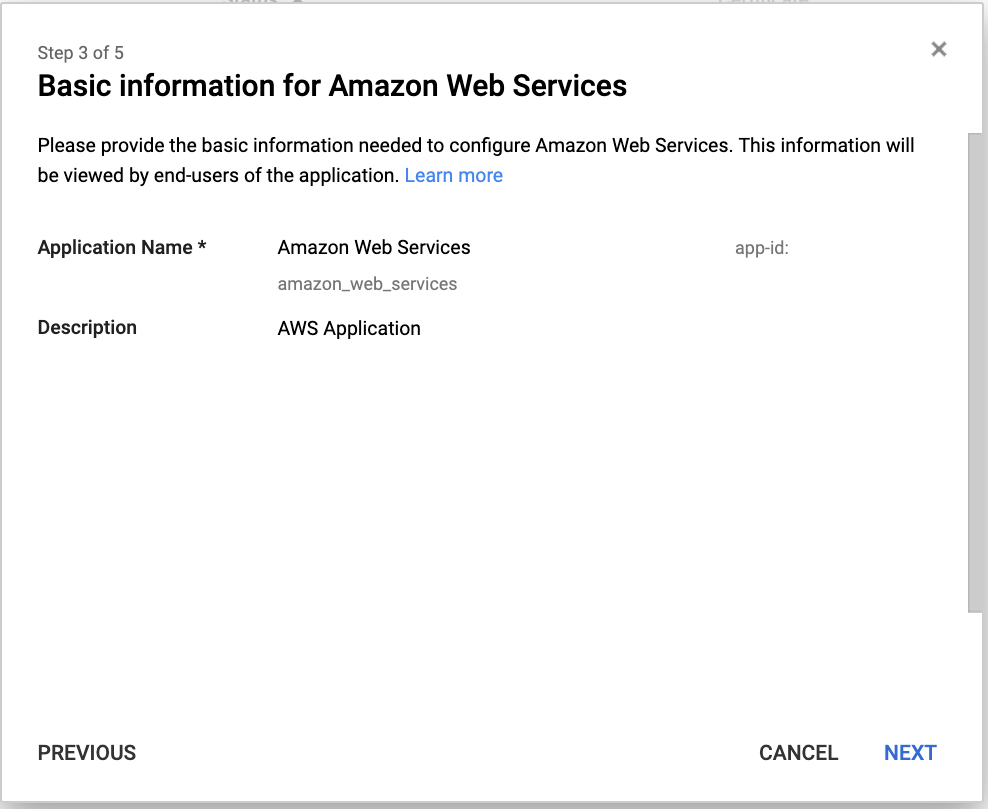 Step 3 of 5
Basic information for Amazon Web Services
Please provide the basic information needed to configure Amazon Web Services. This information will
be viewed by end-users of the application. Learn more
Application Name * Amazon Web Services app-id:
amazon_web_services
Description AWS Application
PREVIOUS CANCEL NEXT